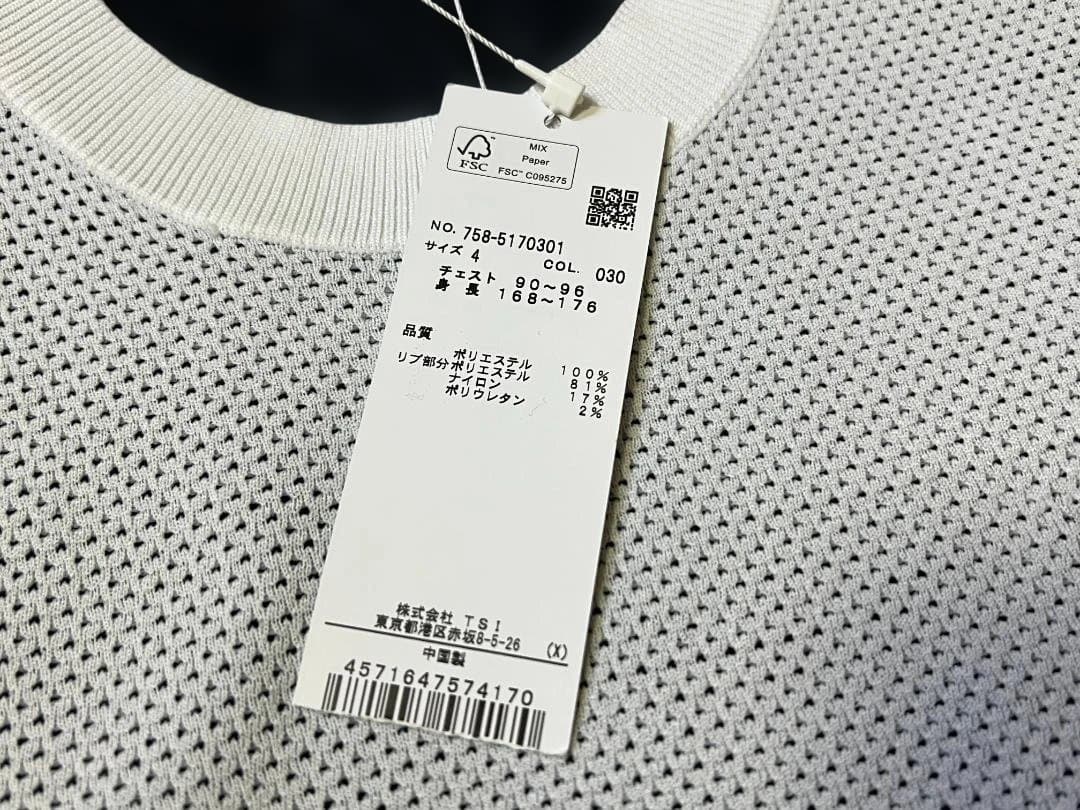 MIX
Paper
FSC™ C095275
FSC
NO. 758-5170301
サイズ 4 COL. 030
チェスト 90～96
身 長 168～176
品質
ポリエステル 100%
リブ部分ポリエステル 81%
ナイロン 17%
ポリウレタン 2%
株式会社 TSI
東京都港区赤坂8-5-26 (X)
中国製
4571647574170